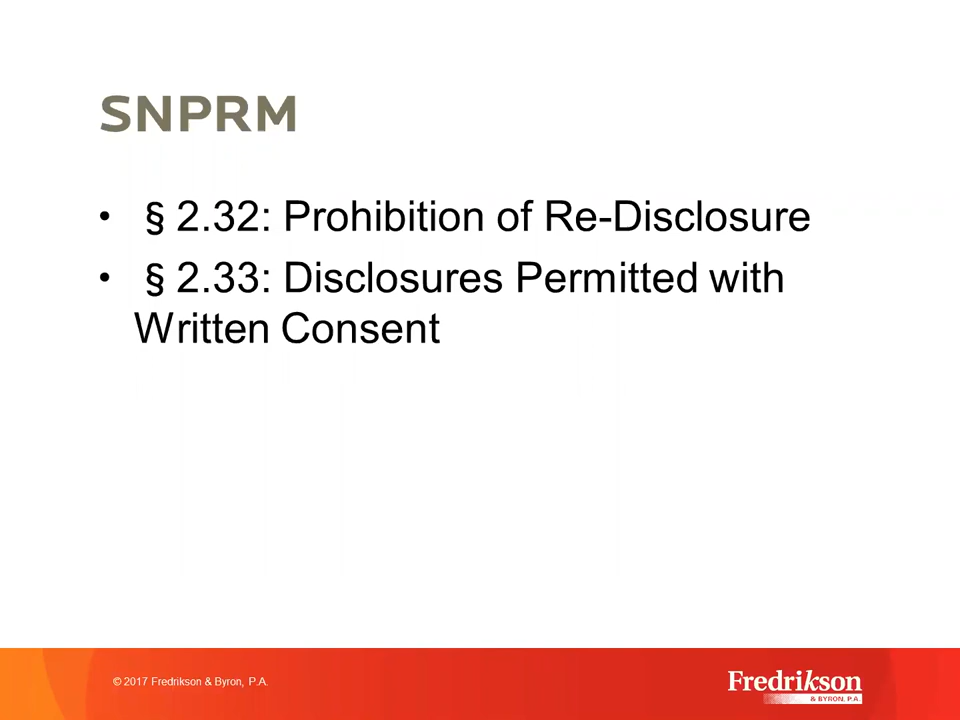 SNPRM
• § 2.32: Prohibition of Re-Disclosure
• § 2.33: Disclosures Permitted with
Written Consent
© 2017 Fredrikson & Byron, P.A.
Fredrikson
& BYRON, P.A.